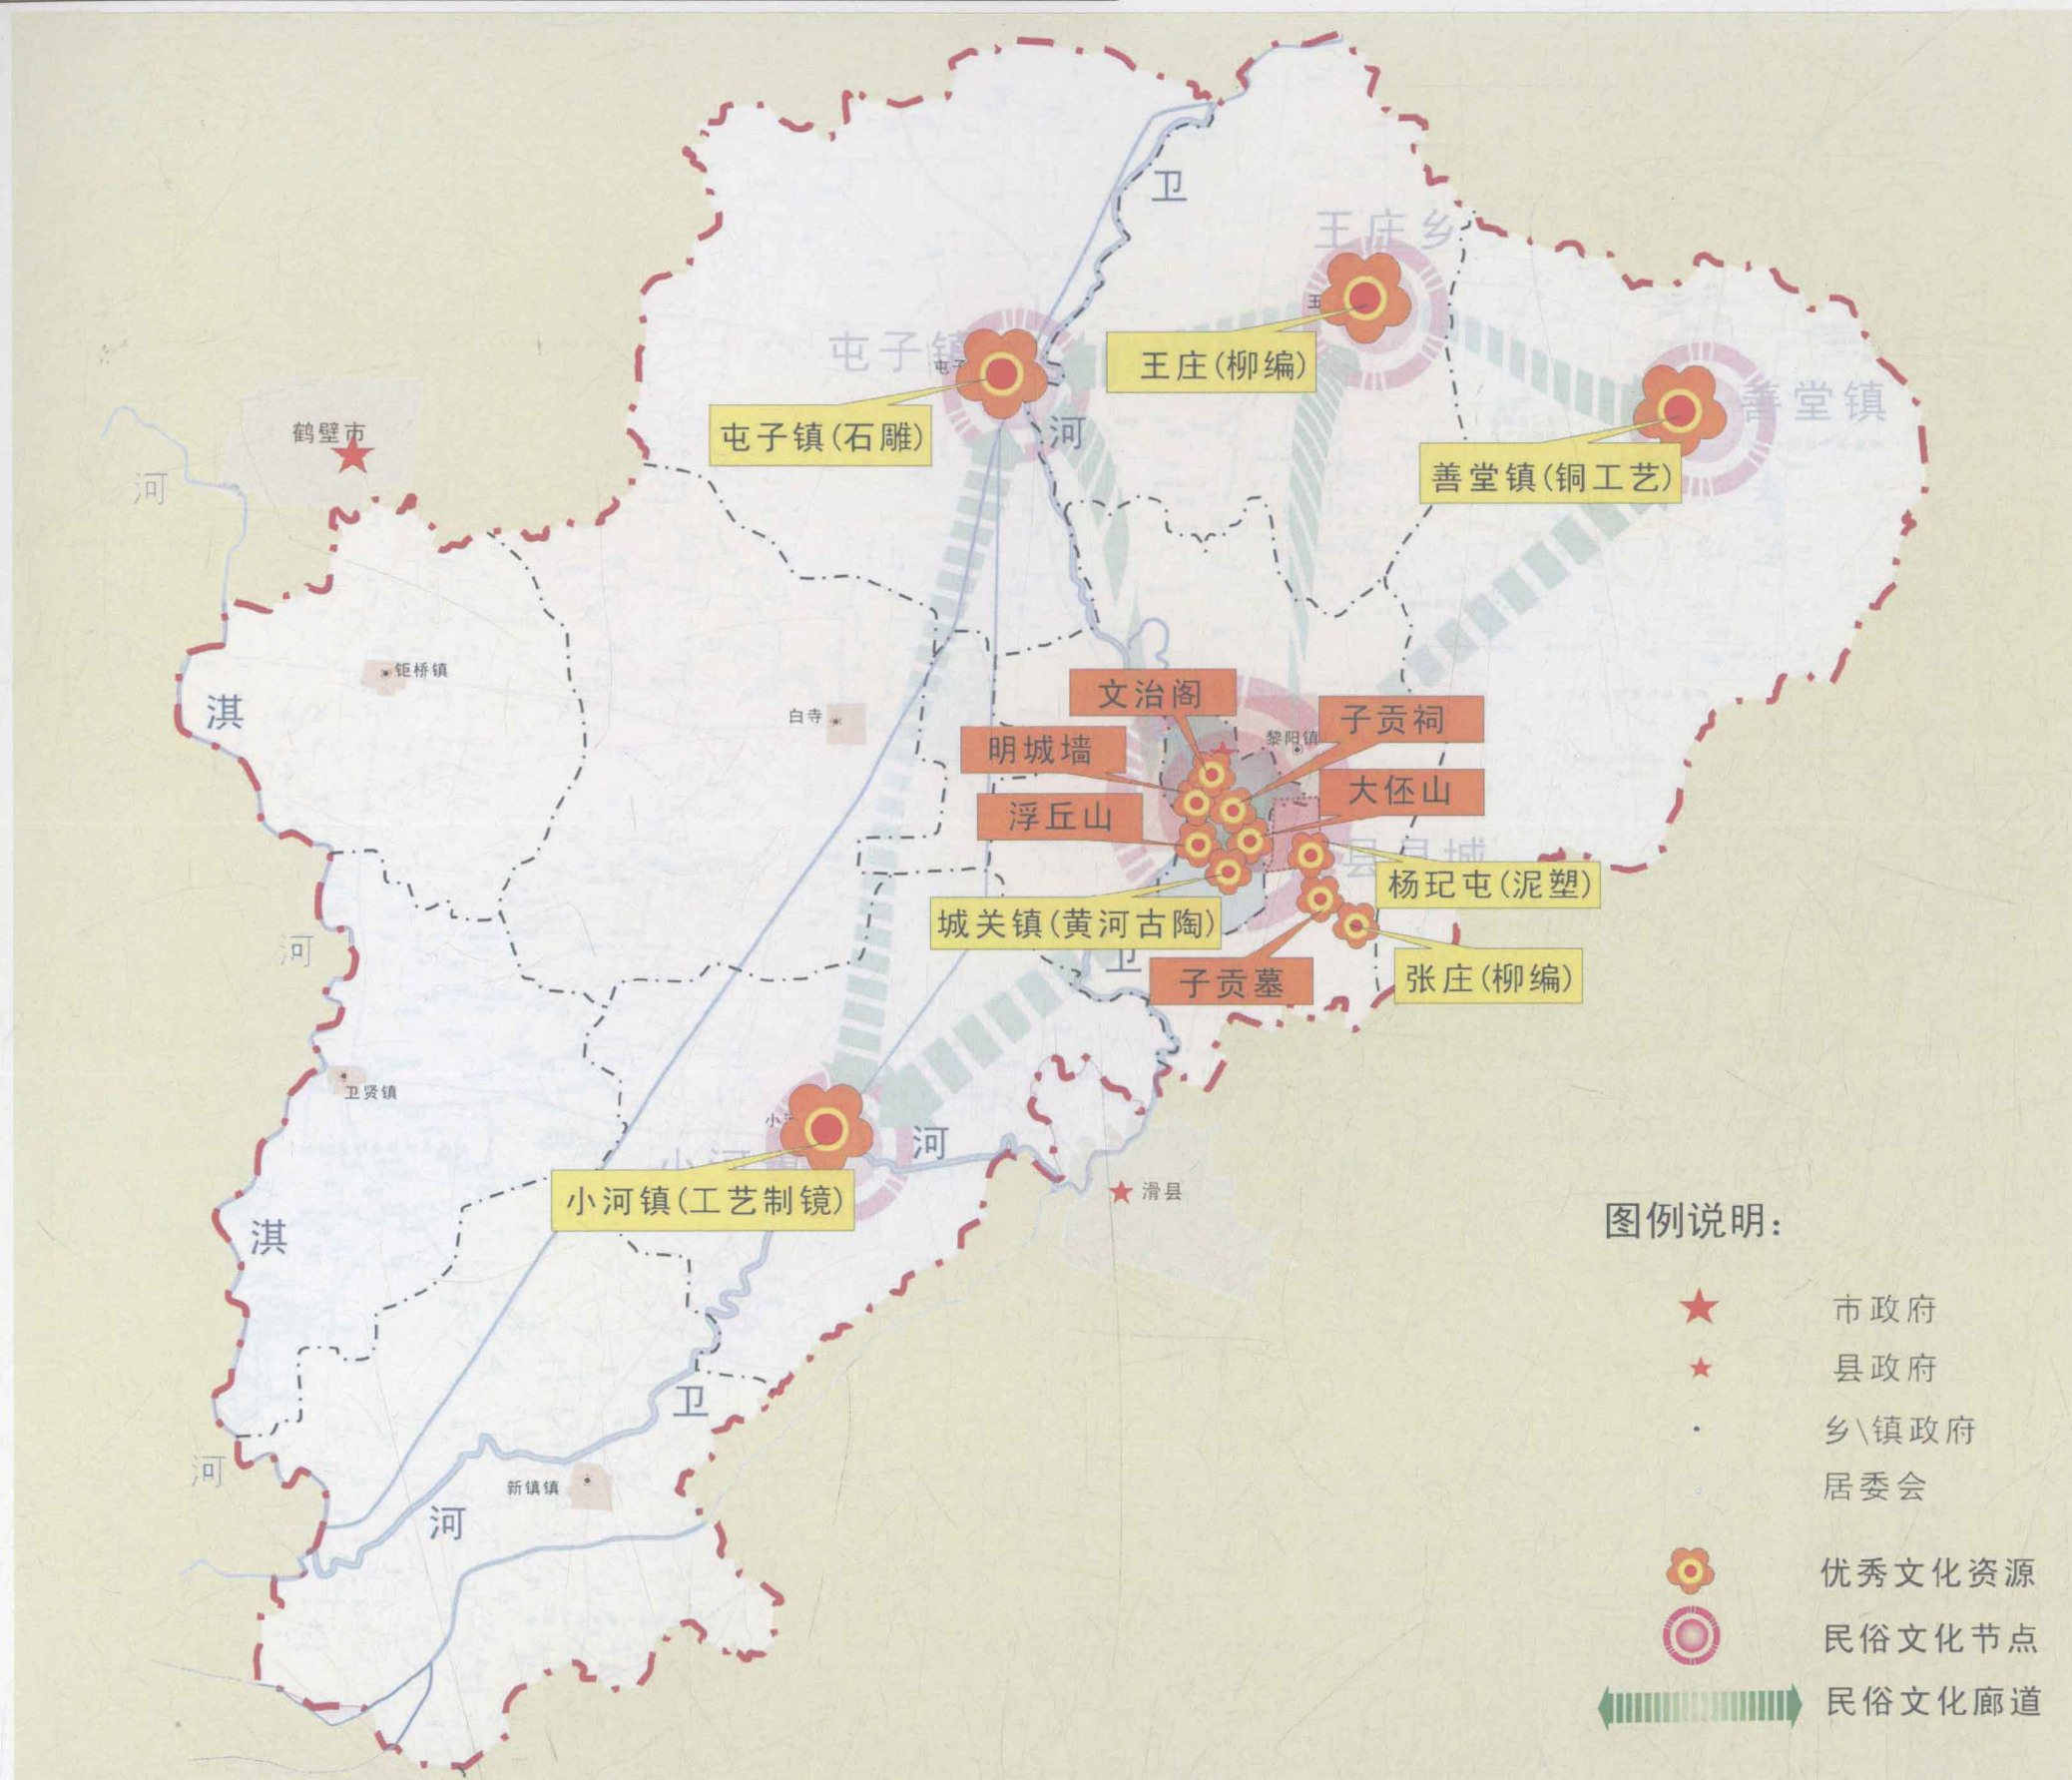 卫
王庄乡
王庄(柳编)
屯子镇
屯子
屯子镇(石雕)
河
善堂镇
善堂镇(铜工艺)
鹤壁市
河
钜桥镇
淇
白寺
文治阁
子贡祠
明城墙
黎阳镇
大伾山
浮丘山
县城
杨玘屯(泥塑)
城关镇(黄河古陶)
卫
子贡墓
张庄(柳编)
河
卫贤镇
河
小河镇(工艺制镜)
滑县
淇
卫
河
新镇镇
河
图例说明:
市政府
县政府
乡\镇政府
居委会
优秀文化资源
民俗文化节点
民俗文化廊道